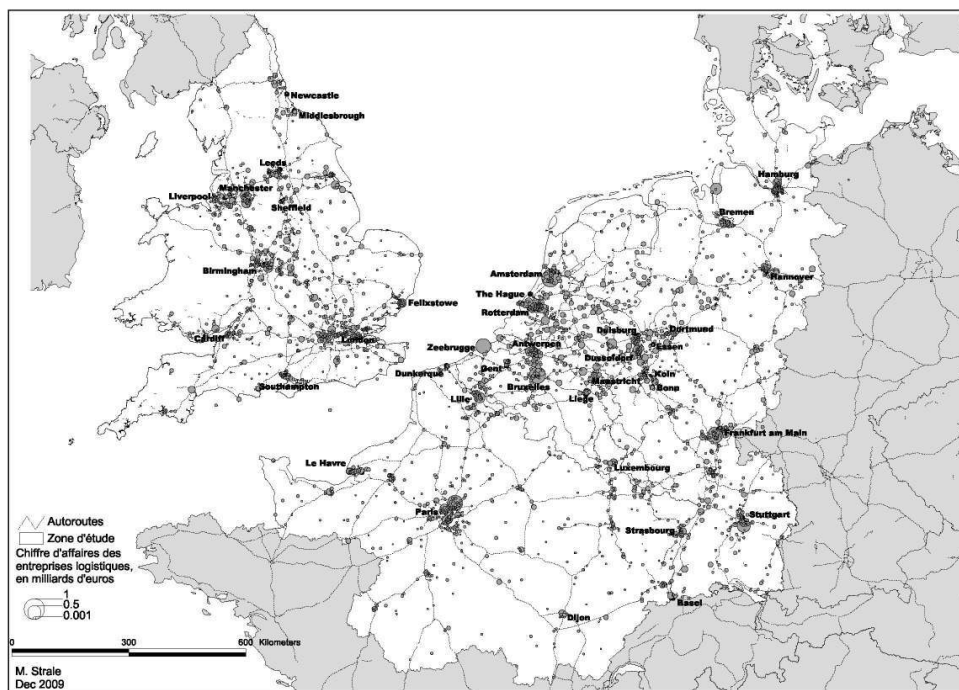 Newcastle
Middlesbrough
Leeds
Manchester
Liverpool
Sheffield
Hamburg
Bremen
Birmingham
Hannover
Amsterdam
Felixstowe
The Hague
Rotterdam
Cardiff
London
Zeebrugge
Antwerpen
Duisburg
Dortmund
Essen
Dusseldorf
Gent
Dunkerque
Southampton
Bruxelles
Maastricht
Koln
Bonn
Lille
Liege
Frankfurt am Main
Le Havre
Luxembourg
Paris
Stuttgart
Strasbourg
Basel
Dijon
Autoroutes
Zone d'étude
Chiffre d'affaires des
entreprises logistiques,
en milliards d'euros
1
0.5
0.001
0 300 600 Kilometers
M. Strale
Dec 2009